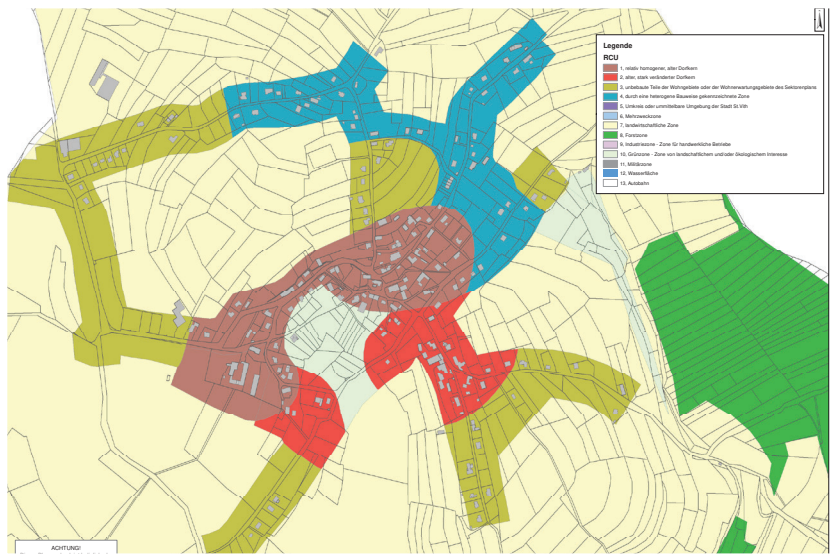 Legende
RCU
1, relativ homogener, alter Dorfkern
2, alter, stark veränderter Dorfkern
3, unbebaute Teile der Wohngebiete oder der Wohnerwartungsgebiete des Sektorenplans
4, durch eine heterogene Bauweise gekennzeichnete Zone
5, Umkreis oder unmittelbare Umgebung der Stadt St.Vith
6, Mehrzweckzone
7, landwirtschaftliche Zone
8, Forstzone
9, Industriezone - Zone für handwerkliche Betriebe
10, Grünzone - Zone von landschaftlichem und/oder ökologischem Interesse
11, Militärzone
12, Wasserfläche
13, Autobahn
ACHTUNG!